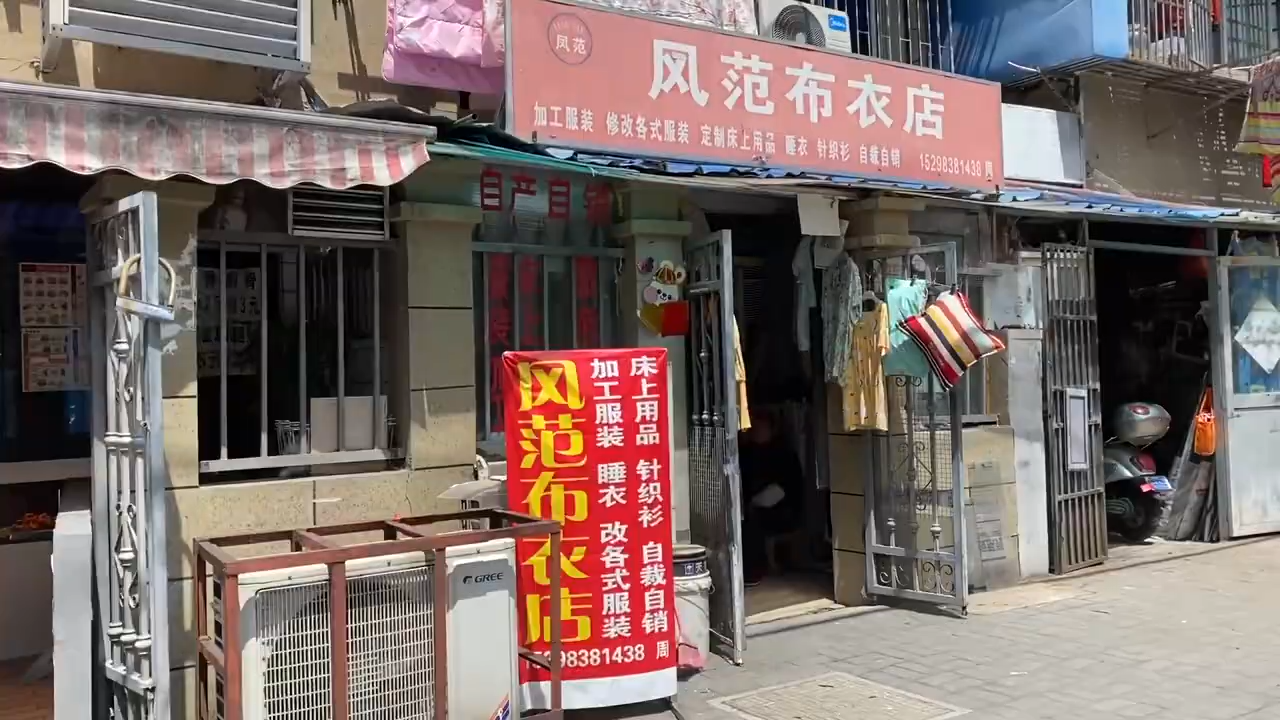 凤范
Midea
风范布衣店
加工服装 修改各式服装 定制床上用品 睡衣 针织衫 自裁自销 15298381438 周
自产自销
风范布衣店
加工服装 睡衣 改各式服装
床上用品 针织衫 自裁自销
15298381438 周
GREE